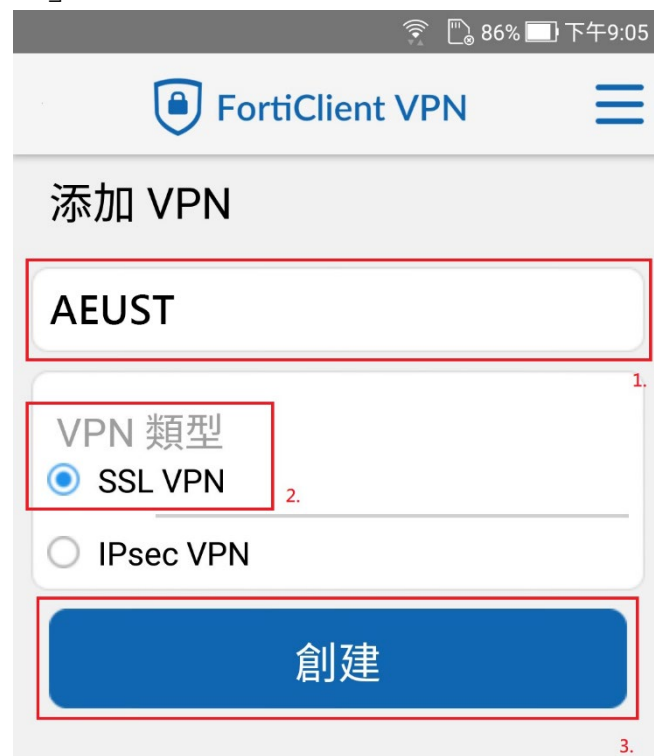 86% 下午9:05
FortiClient VPN
添加 VPN
AEUST
1.
VPN 類型
SSL VPN
2.
IPsec VPN
創建
3.